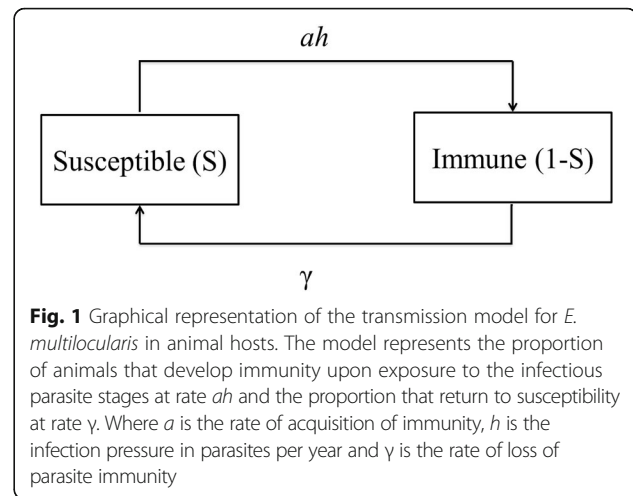 ah
Susceptible (S)
Immune (1-S)
γ
Fig. 1 Graphical representation of the transmission model for E.
multilocularis in animal hosts. The model represents the proportion
of animals that develop immunity upon exposure to the infectious
parasite stages at rate ah and the proportion that return to susceptibility
at rate γ. Where a is the rate of acquisition of immunity, h is the
infection pressure in parasites per year and γ is the rate of loss of
parasite immunity